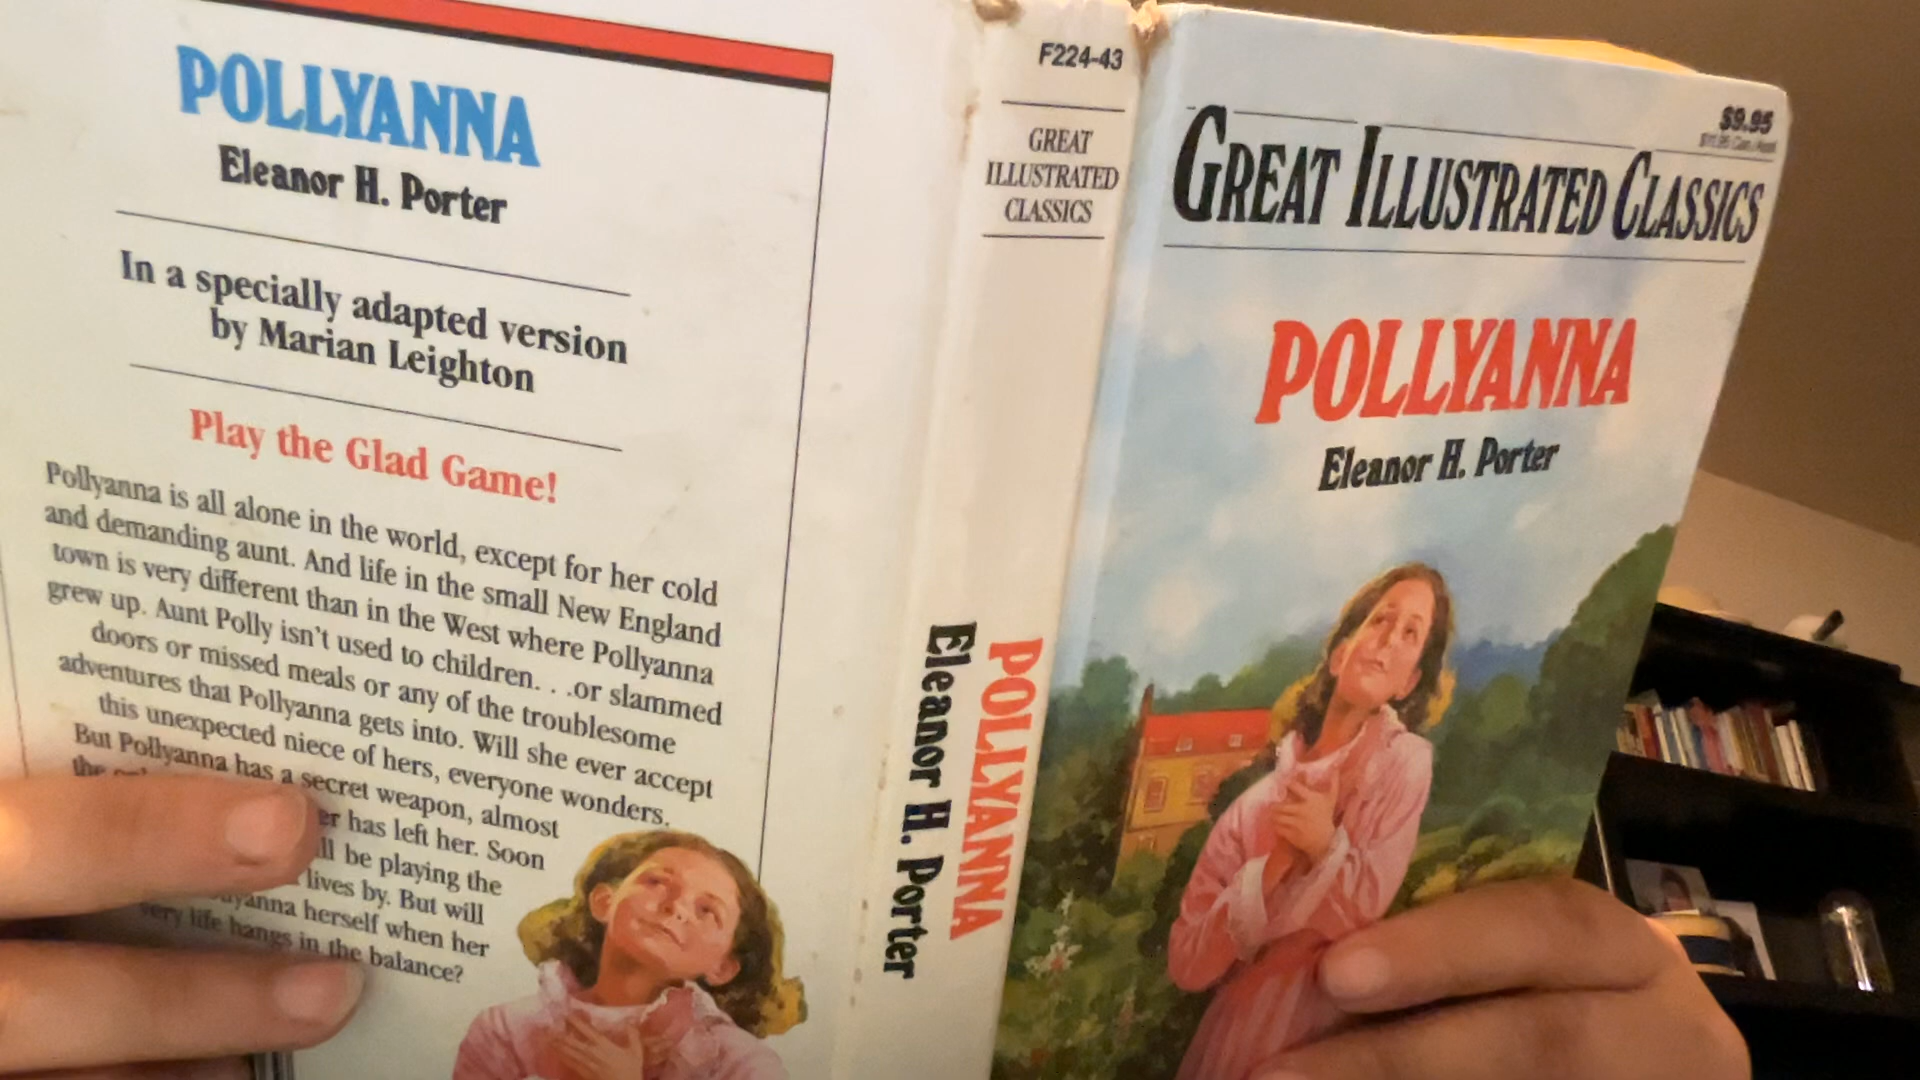 POLLYANNA
Eleanor H. Porter
In a specially adapted version
by Marian Leighton
Play the Glad Game!
Pollyanna is all alone in the world, except for her cold
and demanding aunt. And life in the small New England
town is very different than in the West where Pollyanna
grew up. Aunt Polly isn't used to children. . .or slammed
doors or missed meals or any of the troublesome
adventures that Pollyanna gets into. Will she ever accept
this unexpected niece of hers, everyone wonders.
But Pollyanna has a secret weapon, almost
the
has left her. Soon
be playing the
lives by. But will
herself when her
very life hangs in the balance?
F224-43
GREAT
ILLUSTRATED
CLASSICS
POLLYANNA
Eleanor H. Porter
$9.95
GREAT ILLUSTRATED CLASSICS
POLLYANNA
Eleanor H. Porter